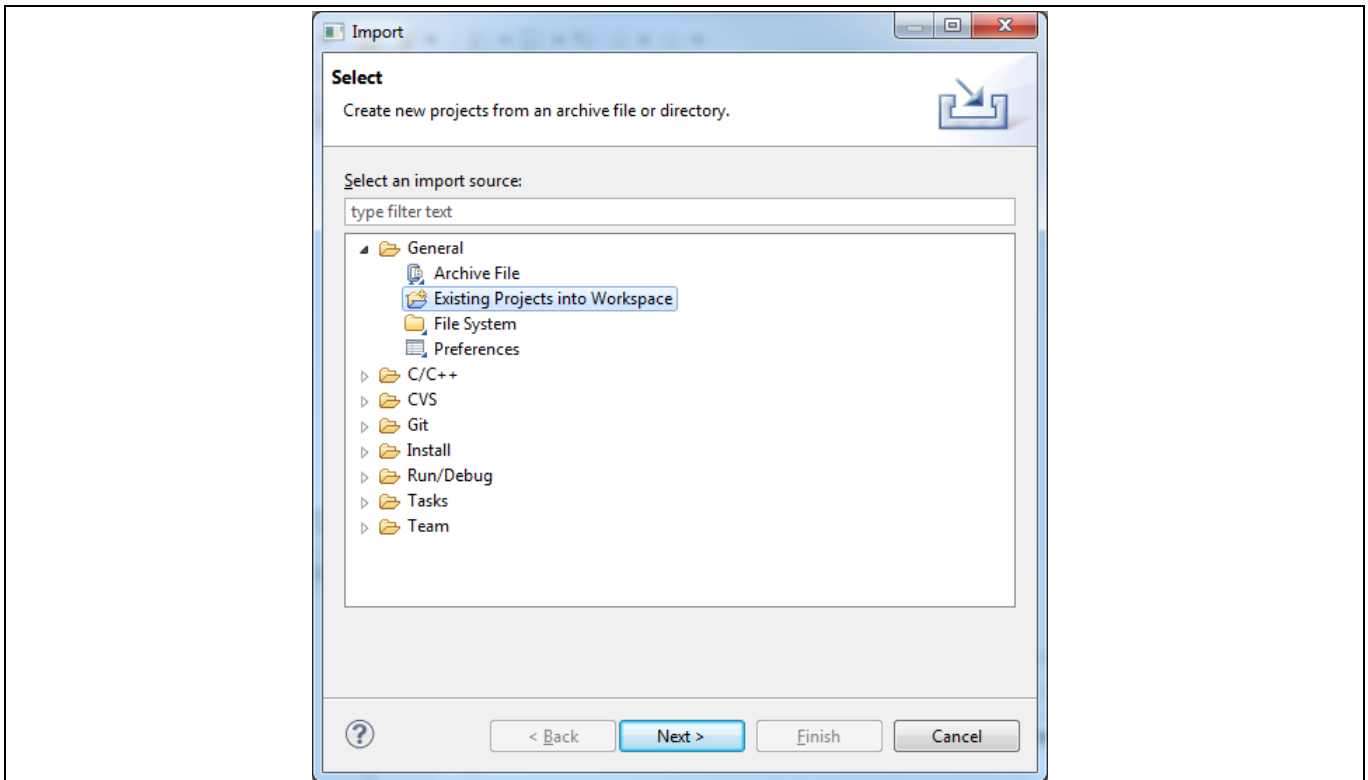 Import
Select
Create new projects from an archive file or directory.
Select an import source:
type filter text
General
Archive File
Existing Projects into Workspace
File System
Preferences
C/C++
CVS
Git
Install
Run/Debug
Tasks
Team
< Back Next > Finish Cancel